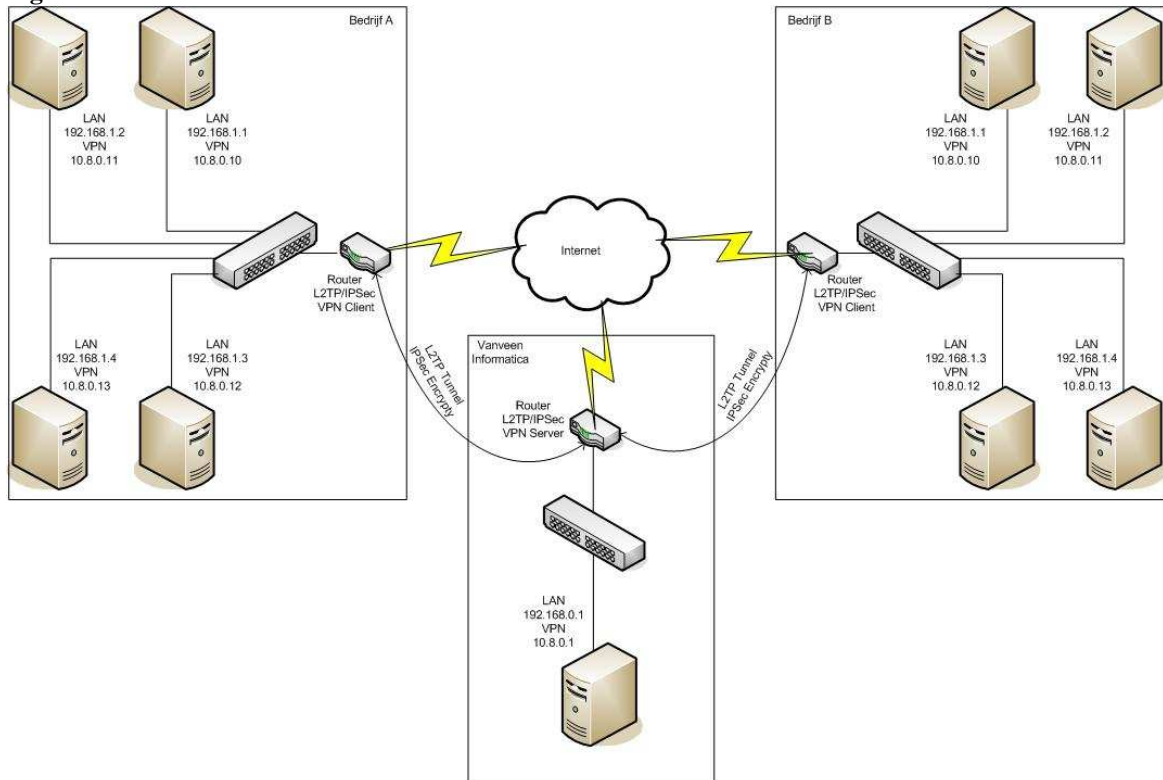 Bedrijf A
LAN
192.168.1.2
VPN
10.8.0.11
LAN
192.168.1.1
VPN
10.8.0.10
Router
L2TP/IPSec
VPN Client
LAN
192.168.1.4
VPN
10.8.0.13
LAN
192.168.1.3
VPN
10.8.0.12
Internet
Bedrijf B
LAN
192.168.1.1
VPN
10.8.0.10
LAN
192.168.1.2
VPN
10.8.0.11
Router
L2TP/IPSec
VPN Client
LAN
192.168.1.3
VPN
10.8.0.12
LAN
192.168.1.4
VPN
10.8.0.13
L2TP Tunnel
IPSec Encrypty
L2TP Tunnel
IPSec Encrypty
Vanveen
Informatica
Router
L2TP/IPSec
VPN Server
LAN
192.168.0.1
VPN
10.8.0.1